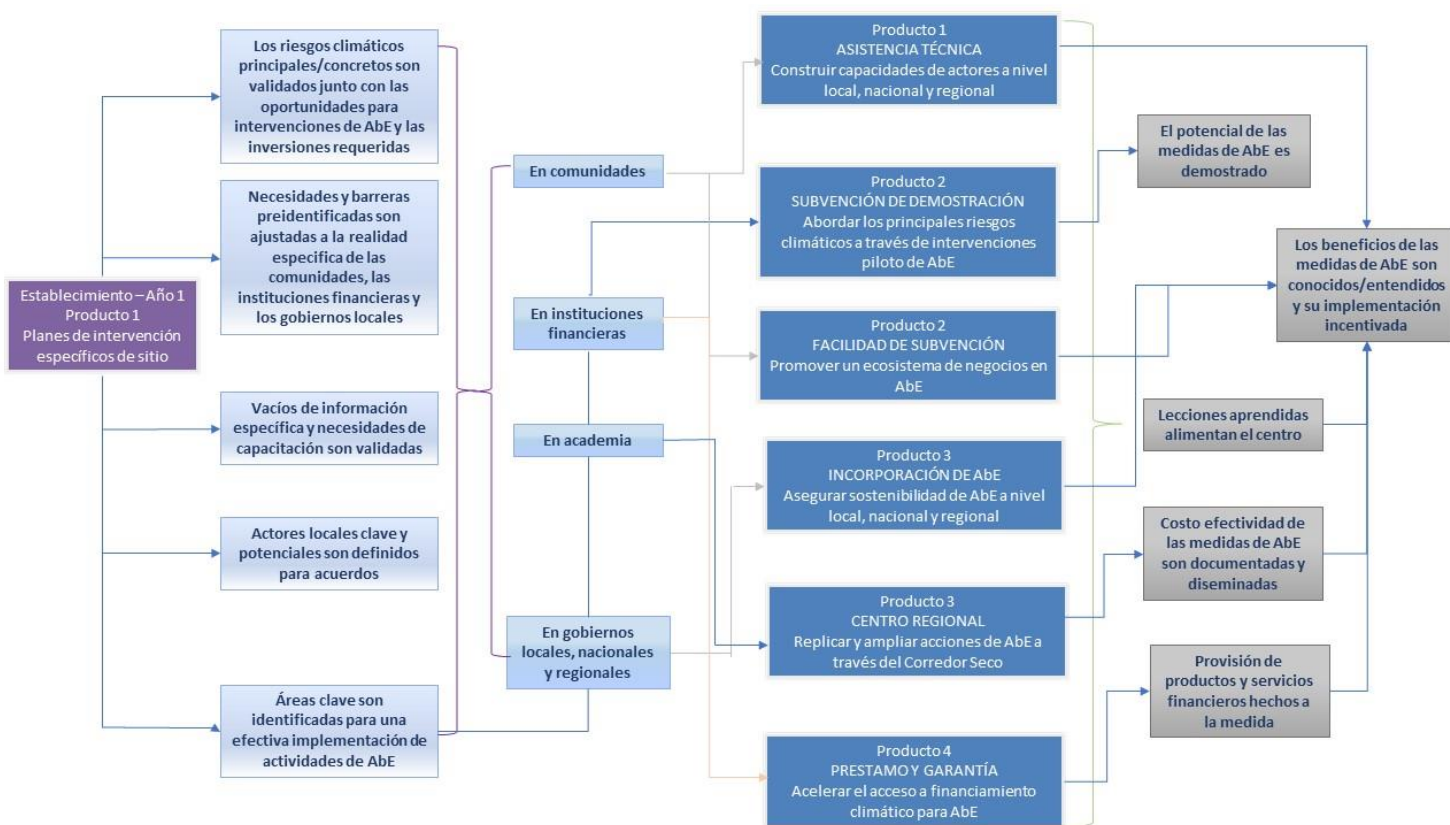 Establecimiento – Año 1
Producto 1
Planes de intervención
específicos de sitio
Los riesgos climáticos
principales/concretos son
validados junto con las
oportunidades para
intervenciones de AbE y las
inversiones requeridas
Necesidades y barreras
preidentificadas son
ajustadas a la realidad
especifica de las
comunidades, las
instituciones financieras y
los gobiernos locales
Vacíos de información
específica y necesidades de
capacitación son validadas
Actores locales clave y
potenciales son definidos
para acuerdos
Áreas clave son
identificadas para una
efectiva implementación de
actividades de AbE
En comunidades
En instituciones
financieras
En academia
En gobiernos
locales, nacionales
y regionales
Producto 1
ASISTENCIA TÉCNICA
Construir capacidades de actores a nivel
local, nacional y regional
Producto 2
SUBVENCIÓN DE DEMOSTRACIÓN
Abordar los principales riesgos
climáticos a través de intervenciones
piloto de AbE
Producto 2
FACILIDAD DE SUBVENCIÓN
Promover un ecosistema de negocios en
AbE
Producto 3
INCORPORACIÓN DE AbE
Asegurar sostenibilidad de AbE a nivel
local, nacional y regional
Producto 3
CENTRO REGIONAL
Replicar y ampliar acciones de AbE a
través del Corredor Seco
Producto 4
PRESTAMO Y GARANTÍA
Acelerar el acceso a financiamiento
climático para AbE
El potencial de las
medidas de AbE es
demostrado
Los beneficios de las
medidas de AbE son
conocidos/entendidos
y su implementación
incentivada
Lecciones aprendidas
alimentan el centro
Costo efectividad de
las medidas de AbE
son documentadas y
diseminadas
Provisión de
productos y servicios
financieros hechos a
la medida